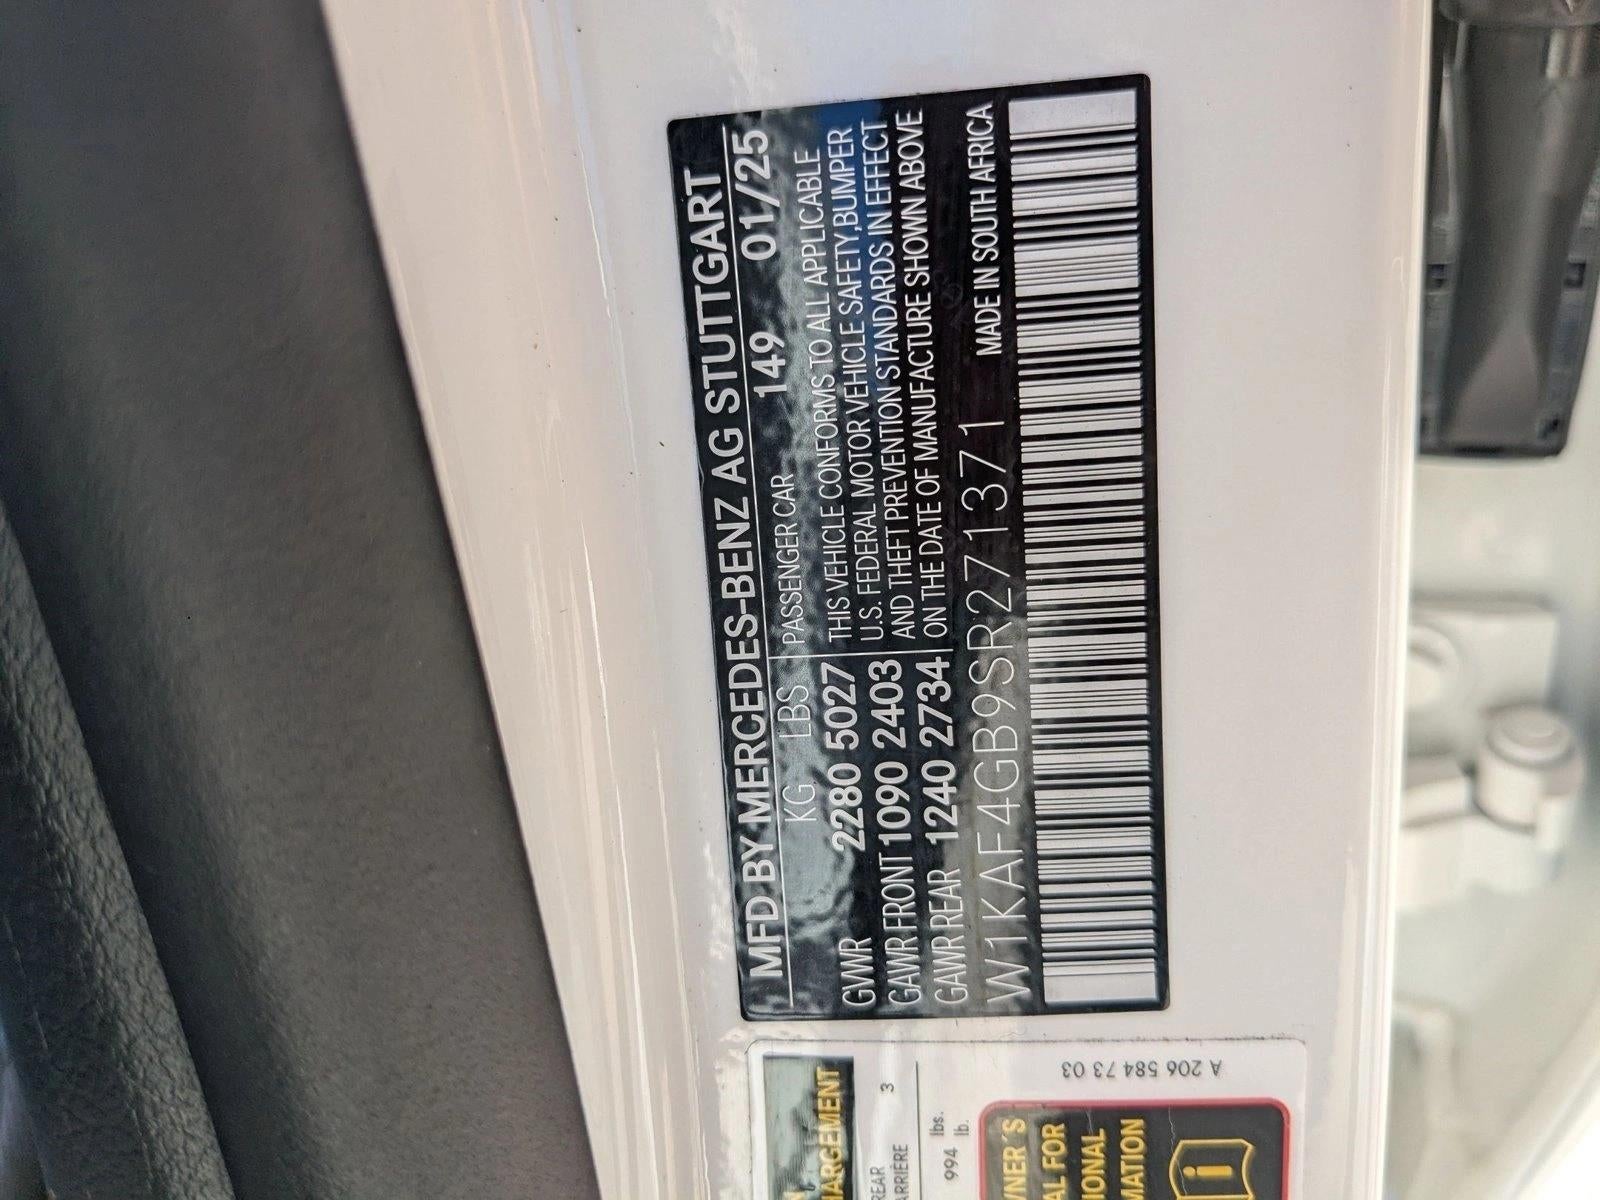 MFD BY MERCEDES-BENZ AG STUTTGART
KG LBS PASSENGER CAR 149 01/25
GVWR 2280 5027
GAWR FRONT 1090 2403
GAWR REAR 1240 2734
THIS VEHICLE CONFORMS TO ALL APPLICABLE
U.S. FEDERAL MOTOR VEHICLE SAFETY,BUMPER
AND THEFT PREVENTION STANDARDS IN EFFECT
ON THE DATE OF MANUFACTURE SHOWN ABOVE
W1KAF4GB9SR271371 MADE IN SOUTH AFRICA
REAR 3
ARRIÈRE
994 lbs.
lb.
A 206 584 73 03